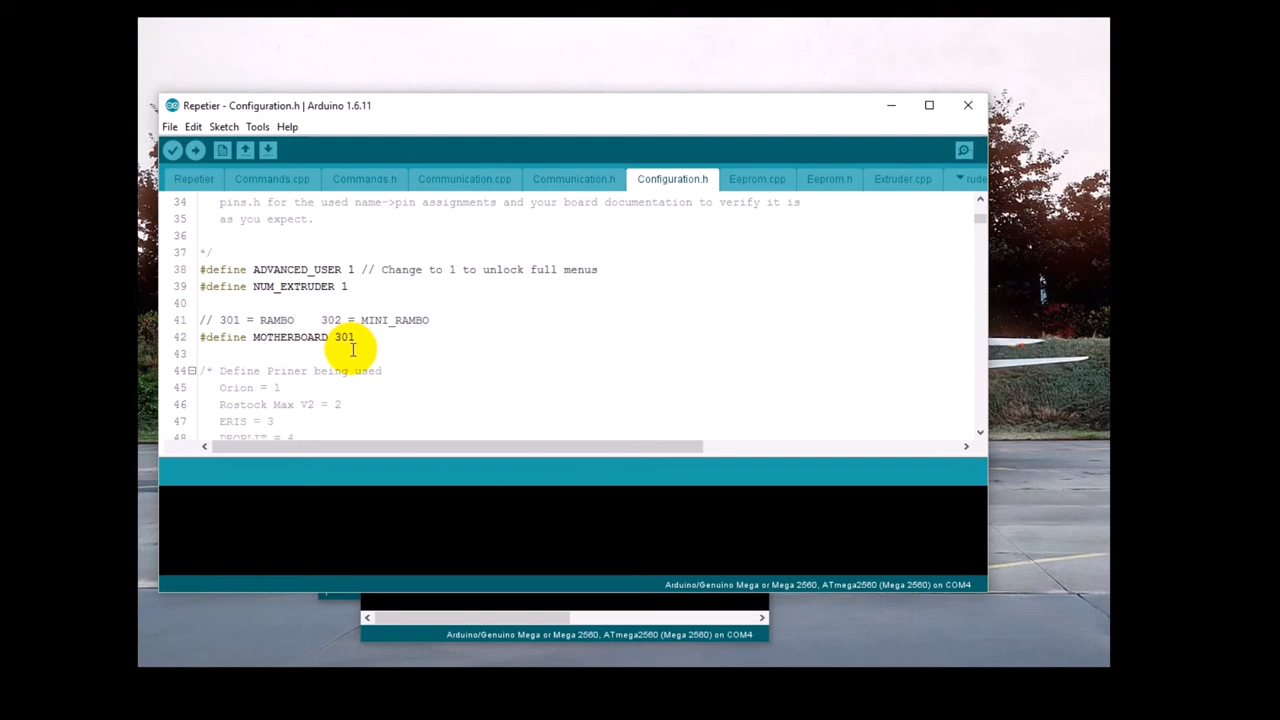 Repetier - Configuration.h | Arduino 1.6.11
File Edit Sketch Tools Help
Repetier Commands.cpp Commands.h Communication.cpp Communication.h Configuration.h Eeprom.cpp Eeprom.h Extruder.cpp rude
34 pins.h for the used name->pin assignments and your board documentation to verify it is
35 as you expect.
36
37 */
38 #define ADVANCED_USER 1 // Change to 1 to unlock full menus
39 #define NUM_EXTRUDER 1
40
41 // 301 = RAMBO 302 = MINI_RAMBO
42 #define MOTHERBOARD 301
43
44 /* Define Priner being used
45 Orion = 1
46 Rostock Max V2 = 2
47 ERIS = 3
48 DROPLIT = 4
Arduino/Genuino Mega or Mega 2560, ATmega2560 (Mega 2560) on COM4
Arduino/Genuino Mega or Mega 2560, ATmega2560 (Mega 2560) on COM4